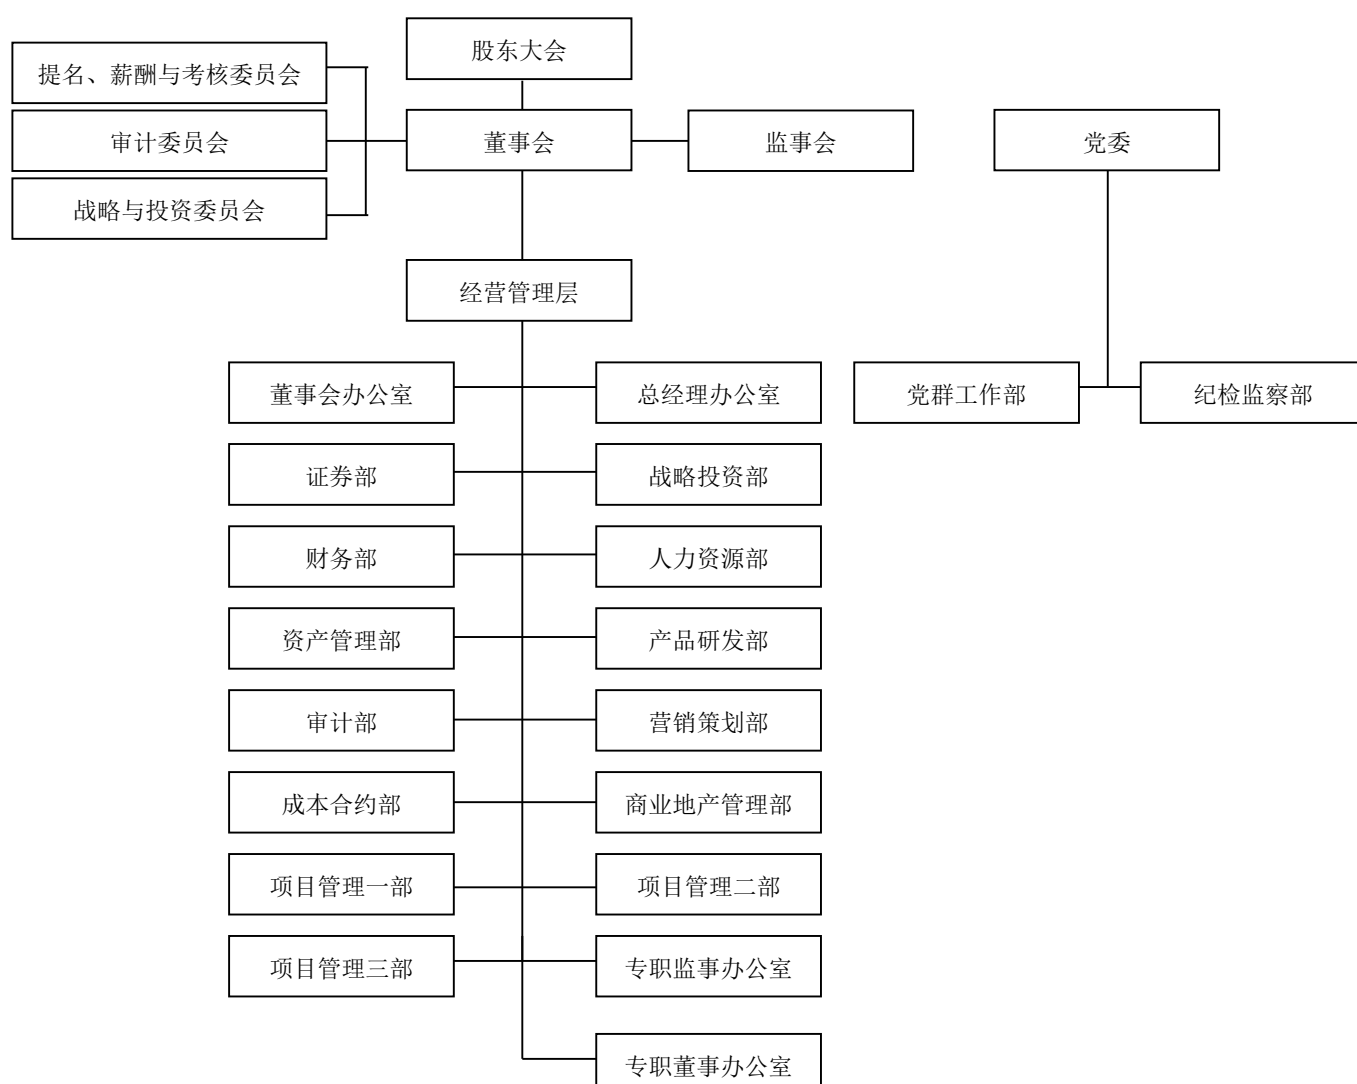 股东大会
提名、薪酬与考核委员会
审计委员会
董事会
监事会
党委
战略与投资委员会
经营管理层
董事会办公室
总经理办公室
党群工作部
纪检监察部
证券部
战略投资部
财务部
人力资源部
资产管理部
产品研发部
审计部
营销策划部
成本合约部
商业地产管理部
项目管理一部
项目管理二部
项目管理三部
专职监事办公室
专职董事办公室